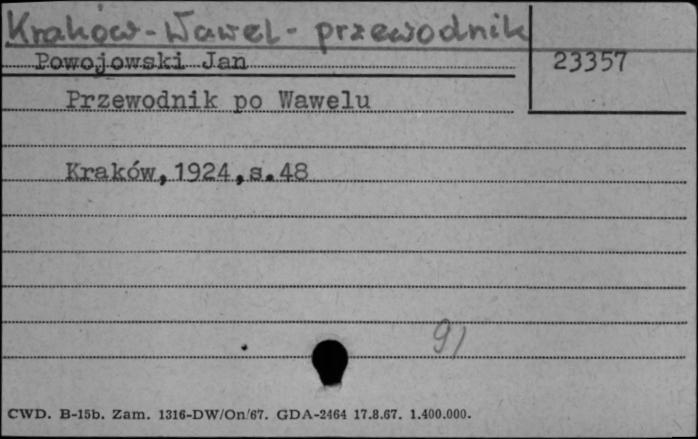 Kraków - Wawel - przewodnik
Powojowski Jan
23357
Przewodnik po Wawelu
Kraków, 1924, s. 48
91
CWD. B-15b. Zam. 1316-DW/On/67. GDA-2464 17.8.67. 1.400.000.